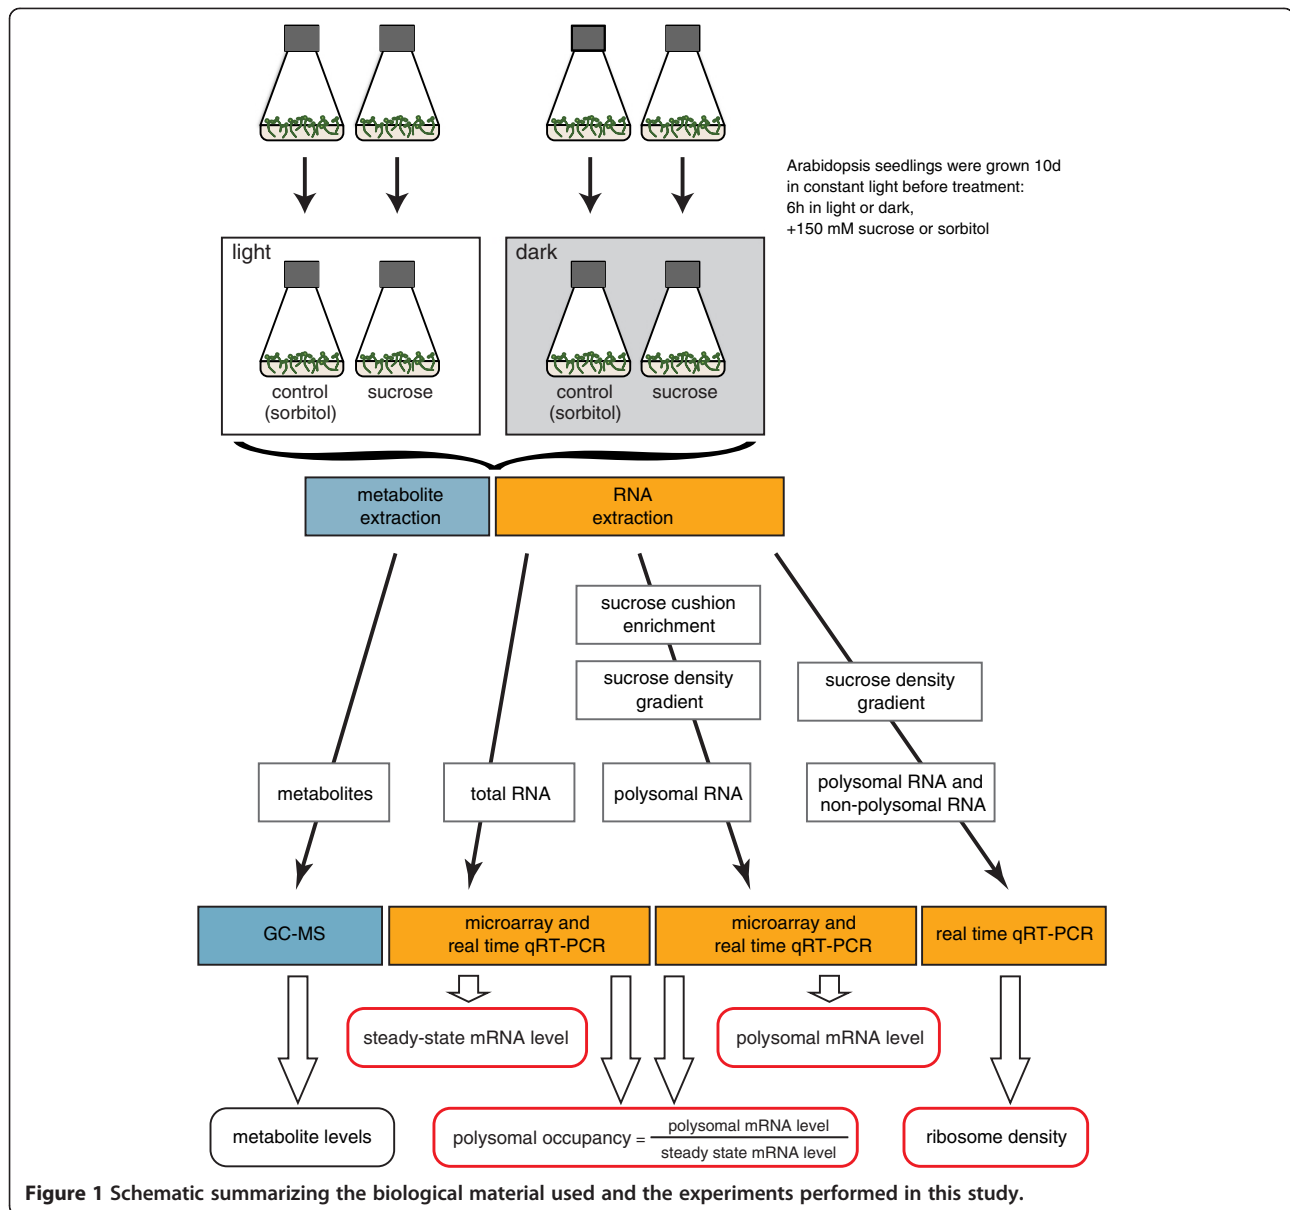 Arabidopsis seedlings were grown 10d
in constant light before treatment:
6h in light or dark,
+150 mM sucrose or sorbitol
light
control
(sorbitol)
sucrose
dark
control
(sorbitol)
sucrose
metabolite
extraction
RNA
extraction
sucrose cushion
enrichment
sucrose density
gradient
sucrose density
gradient
metabolites
total RNA
polysomal RNA
polysomal RNA and
non-polysomal RNA
GC-MS
microarray and
real time qRT-PCR
microarray and
real time qRT-PCR
real time qRT-PCR
steady-state mRNA level
polysomal mRNA level
metabolite levels
polysomal occupancy = polysomal mRNA level
steady state mRNA level
ribosome density
Figure 1 Schematic summarizing the biological material used and the experiments performed in this study.